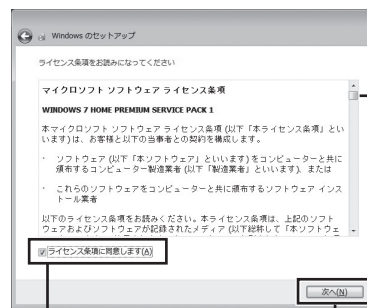 Windows のセットアップ
ライセンス条項をお読みになってください
マイクロソフト ソフトウェア ライセンス条項
WINDOWS 7 HOME PREMIUM SERVICE PACK 1
本マイクロソフト ソフトウェア ライセンス条項 (以下「本ライセンス条項」とい
います) は、お客様と以下の当事者との契約を構成します。
· ソフトウェア (以下「本ソフトウェア」といいます) をコンピューターと共に
頒布するコンピューター製造業者 (以下「製造業者」といいます)、または
· これらのソフトウェアをコンピューターと共に頒布するソフトウェア インス
トール業者
以下のライセンス条項をお読みください。本ライセンス条項は、上記のソフト
ウェアおよびソフトウェアが記録されたメディア (以下総称して「本ソフトウェ
ライセンス条項に同意します(A)
次へ(N)